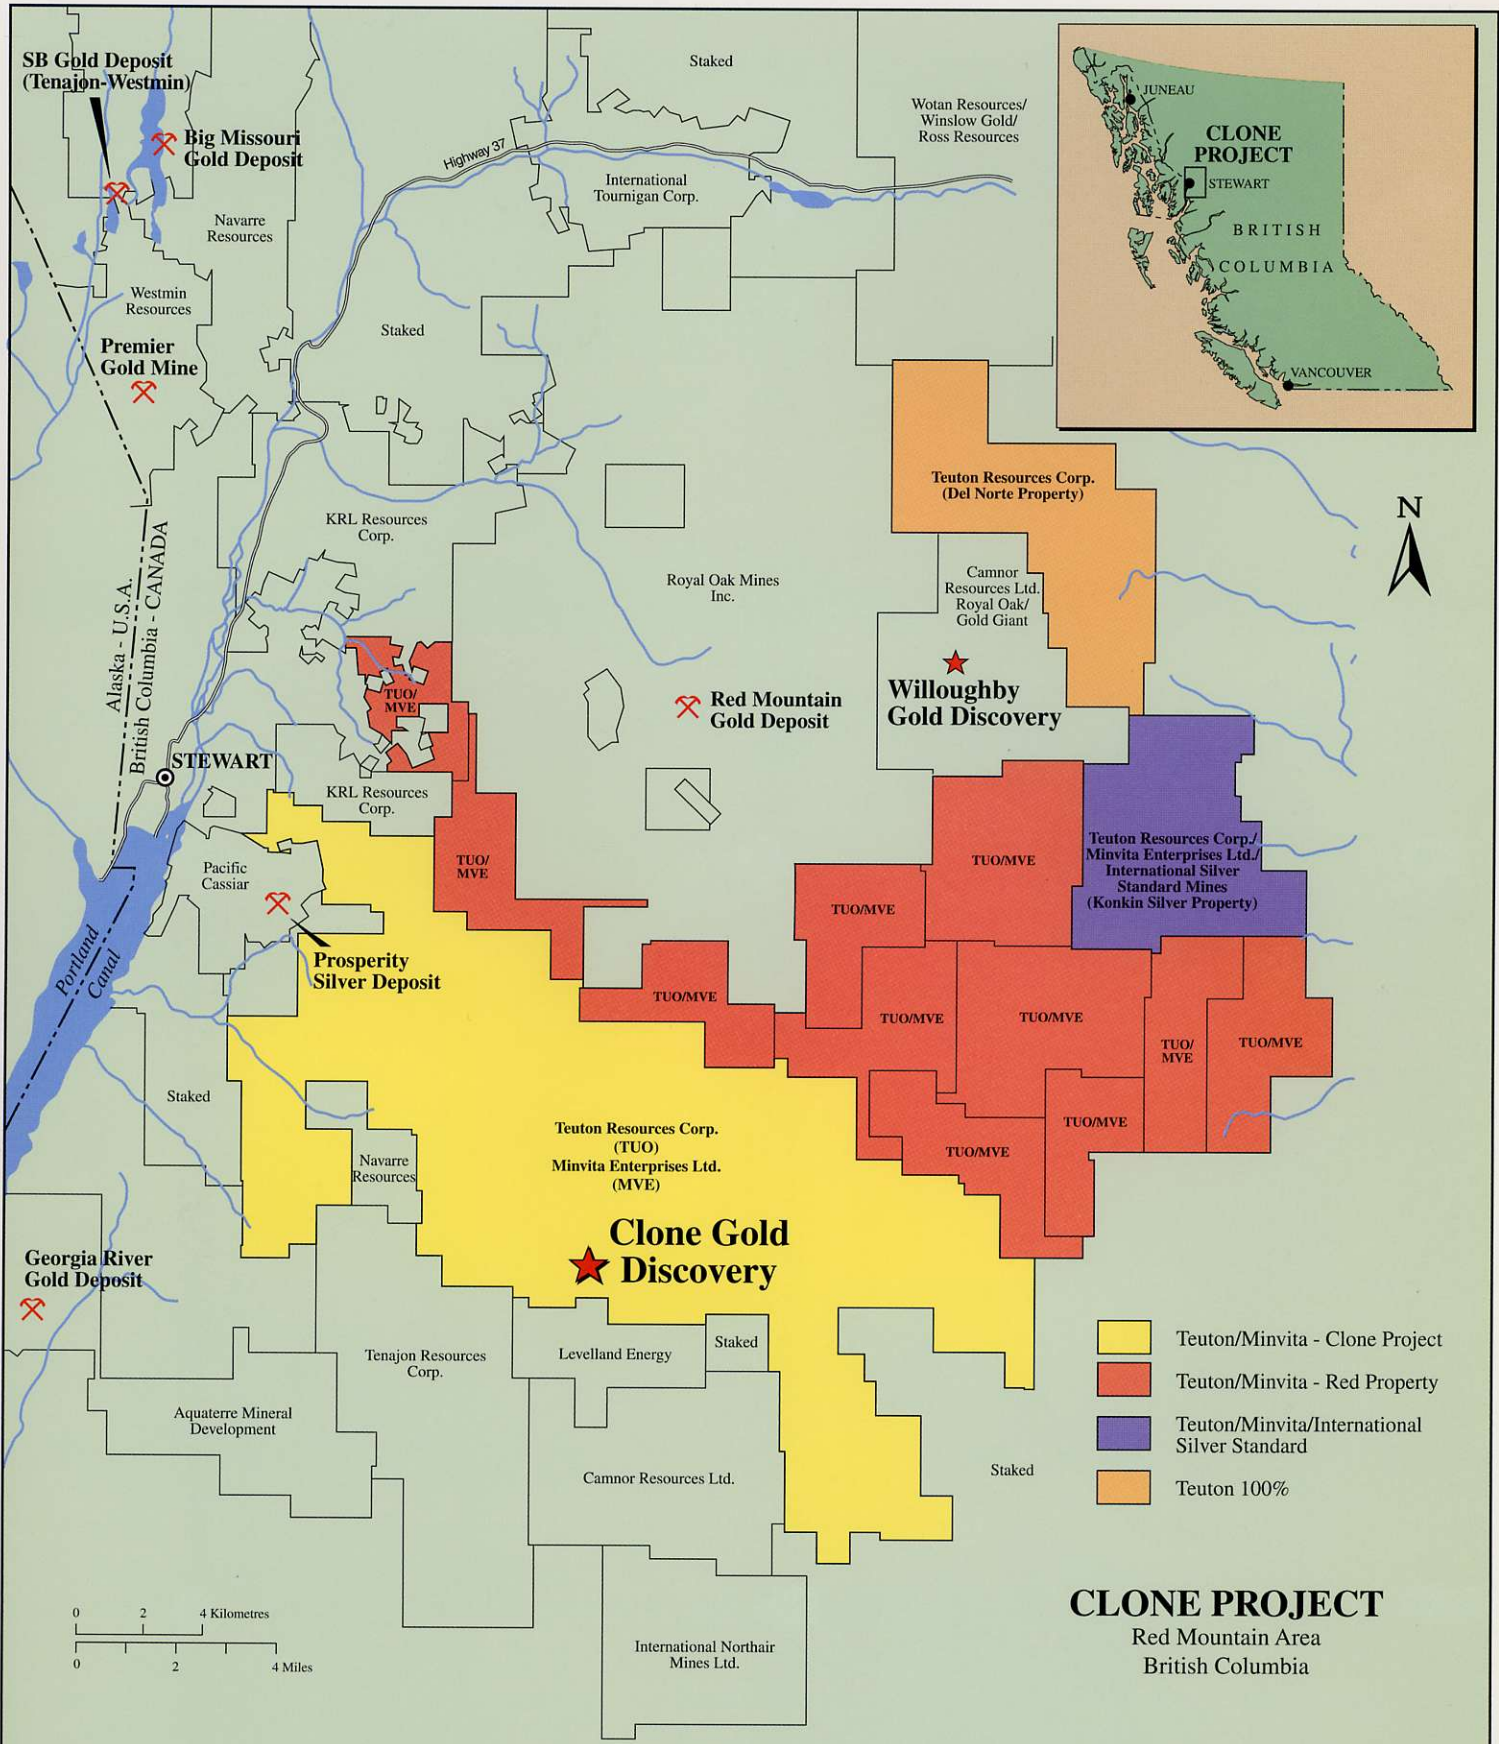 SB Gold Deposit
(Tenajon-Westmin)
Big Missouri
Gold Deposit
Navarre
Resources
Westmin
Resources
Premier
Gold Mine
Highway 37
Staked
International
Tournigan Corp.
Wotan Resources/
Winslow Gold/
Ross Resources
Staked
JUNEAU
CLONE
PROJECT
STEWART
BRITISH
COLUMBIA
VANCOUVER
Teuton Resources Corp.
(Del Norte Property)
N
KRL Resources
Corp.
Alaska - U.S.A.
British Columbia - CANADA
Royal Oak Mines
Inc.
Camnor
Resources Ltd.
Royal Oak/
Gold Giant
Willoughby
Gold Discovery
TUO/
MVE
Red Mountain
Gold Deposit
STEWART
KRL Resources
Corp.
Pacific
Cassiar
TUO/
MVE
TUO/MVE
TUO/MVE
Teuton Resources Corp./
Minvita Enterprises Ltd./
International Silver
Standard Mines
(Konkin Silver Property)
Portland
Canal
Prosperity
Silver Deposit
TUO/MVE
TUO/MVE
TUO/MVE
TUO/
MVE
TUO/MVE
Staked
TUO/MVE
TUO/MVE
Teuton Resources Corp.
(TUO)
Minvita Enterprises Ltd.
(MVE)
Navarre
Resources
Clone Gold
Discovery
Georgia River
Gold Deposit
Tenajon Resources
Corp.
Levelland Energy
Staked
Aquaterre Mineral
Development
Camnor Resources Ltd.
Staked
Teuton/Minvita - Clone Project
Teuton/Minvita - Red Property
Teuton/Minvita/International
Silver Standard
Teuton 100%
International Northair
Mines Ltd.
0 2 4 Kilometres
0 2 4 Miles
CLONE PROJECT
Red Mountain Area
British Columbia